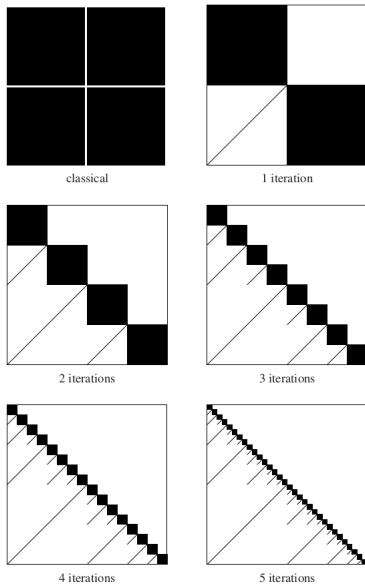 classical
1 iteration
2 iterations
3 iterations
4 iterations
5 iterations